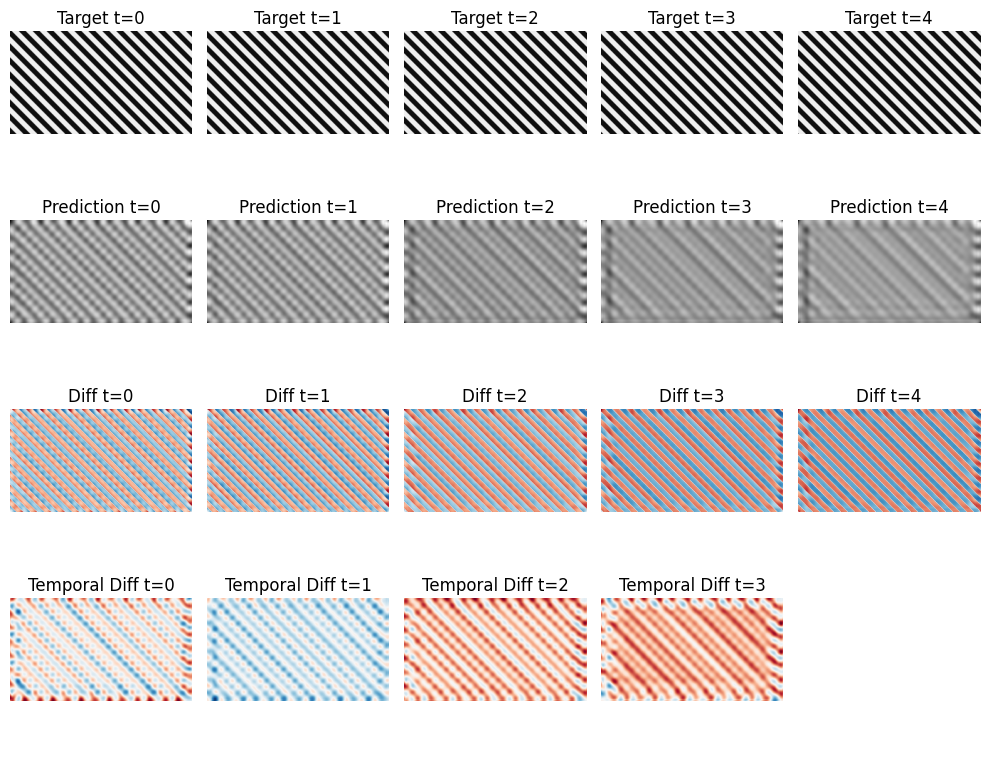 Target t=0 Target t=1 Target t=2 Target t=3 Target t=4
Prediction t=0 Prediction t=1 Prediction t=2 Prediction t=3 Prediction t=4
Diff t=0 Diff t=1 Diff t=2 Diff t=3 Diff t=4
Temporal Diff t=0 Temporal Diff t=1 Temporal Diff t=2 Temporal Diff t=3